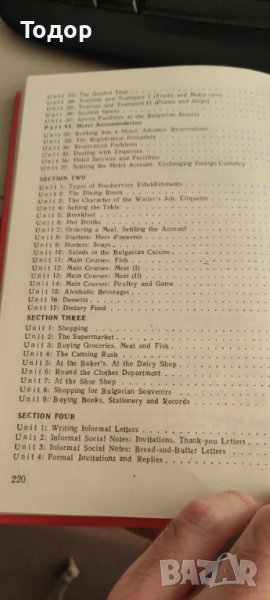 Тодор
Unit 27: The Guided Tour
Unit 28: Tourism and Transport I (Trains and Motor-cars)
Unit 29: Tourism and Transport II (Planes and Ships)
Unit 30: Student Sports
Unit 31: Sports Facilities at the Bulgarian Resorts
Part VI: Hotel Accommodation
Unit 32: Booking into a Hotel. Advance Reservations
Unit 33: The Registration Procedure
Unit 34: Reservation Problems
Unit 35: Dealing with Enquiries
Unit 36: Hotel Services and Facilities
Unit 37: Settling the Hotel Account. Exchanging Foreign Currency
SECTION TWO
Unit 1: Types of Foodservice Establishments
Unit 2: The Dining Room
Unit 3: The Character of the Waiter's Job. Etiquette
Unit 4: Setting the Table
Unit 5: Breakfast
Unit 6: Hot Drinks
Unit 7: Ordering a Meal. Settling the Account
Unit 8: Starters: Hors d'oeuvres
Unit 9: Starters: Soups
Unit 10: Salads in the Bulgarian Cuisine
Unit 11: Main Courses: Fish
Unit 12: Main Courses: Meat (I)
Unit 13: Main Courses: Meat (II)
Unit 14: Main Courses: Poultry and Game
Unit 15: Alcoholic Beverages
Unit 16: Desserts
Unit 17: Dietary Food
SECTION THREE
Unit 1: Shopping
Unit 2: The Supermarket
Unit 3: Buying Groceries, Meat and Fish
Unit 4: The Canning Rush
Unit 5: At the Baker's. At the Dairy Shop
Unit 6: Round the Clothes Department
Unit 7: At the Shoe Shop
Unit 8: Shopping for Bulgarian Souvenirs
Unit 9: Buying Books, Stationery and Records
SECTION FOUR
Unit 1: Writing Informal Letters
Unit 2: Informal Social Notes: Invitations, Thank-you Letters
Unit 3: Informal Social Notes: Bread-and-Butter Letters
Unit 4: Formal Invitations and Replies
220
BAZAR